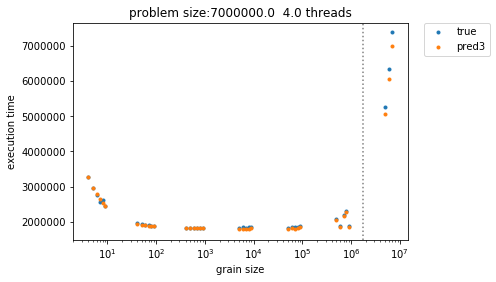 problem size:7000000.0  4.0 threads
true
pred3
execution time
7000000
6000000
5000000
4000000
3000000
2000000
10¹ 10² 10³ 10⁴ 10⁵ 10⁶ 10⁷
grain size